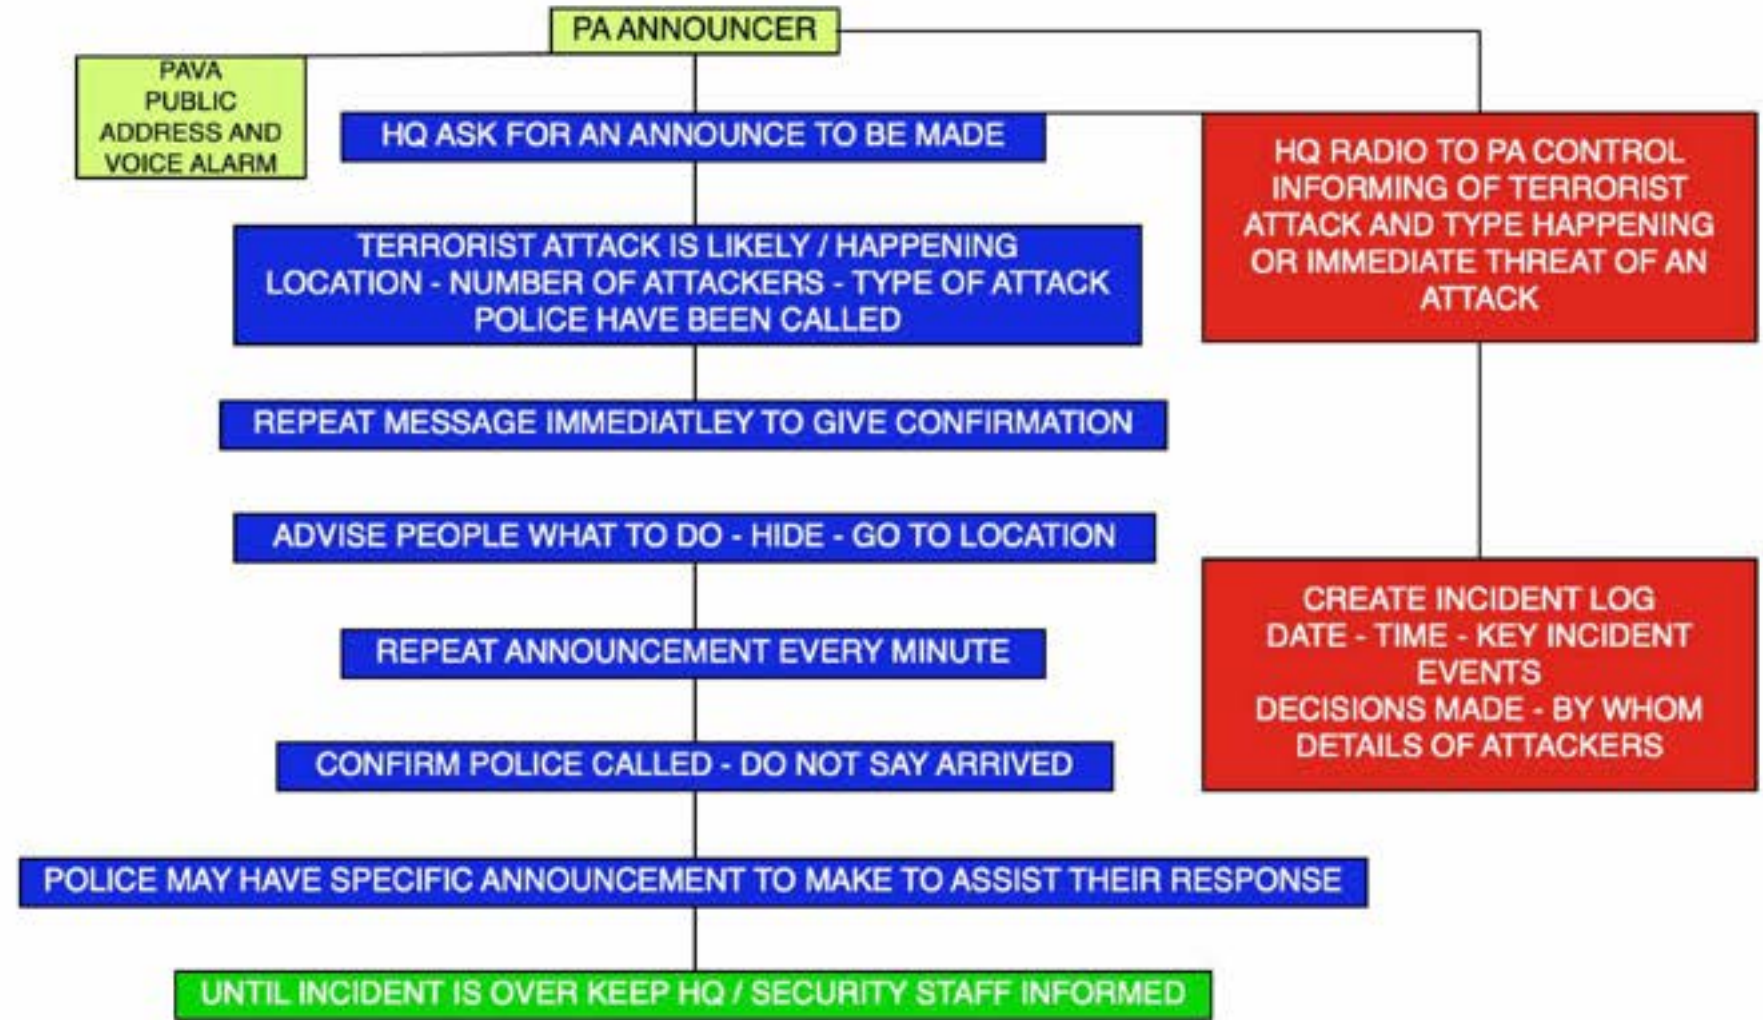 PA ANNOUNCER
PAVA
PUBLIC
ADDRESS AND
VOICE ALARM
HQ ASK FOR AN ANNOUNCE TO BE MADE
HQ RADIO TO PA CONTROL
INFORMING OF TERRORIST
ATTACK AND TYPE HAPPENING
OR IMMEDIATE THREAT OF AN
ATTACK
TERRORIST ATTACK IS LIKELY / HAPPENING
LOCATION - NUMBER OF ATTACKERS - TYPE OF ATTACK
POLICE HAVE BEEN CALLED
REPEAT MESSAGE IMMEDIATLEY TO GIVE CONFIRMATION
ADVISE PEOPLE WHAT TO DO - HIDE - GO TO LOCATION
CREATE INCIDENT LOG
DATE - TIME - KEY INCIDENT
EVENTS
DECISIONS MADE - BY WHOM
DETAILS OF ATTACKERS
REPEAT ANNOUNCEMENT EVERY MINUTE
CONFIRM POLICE CALLED - DO NOT SAY ARRIVED
POLICE MAY HAVE SPECIFIC ANNOUNCEMENT TO MAKE TO ASSIST THEIR RESPONSE
UNTIL INCIDENT IS OVER KEEP HQ / SECURITY STAFF INFORMED